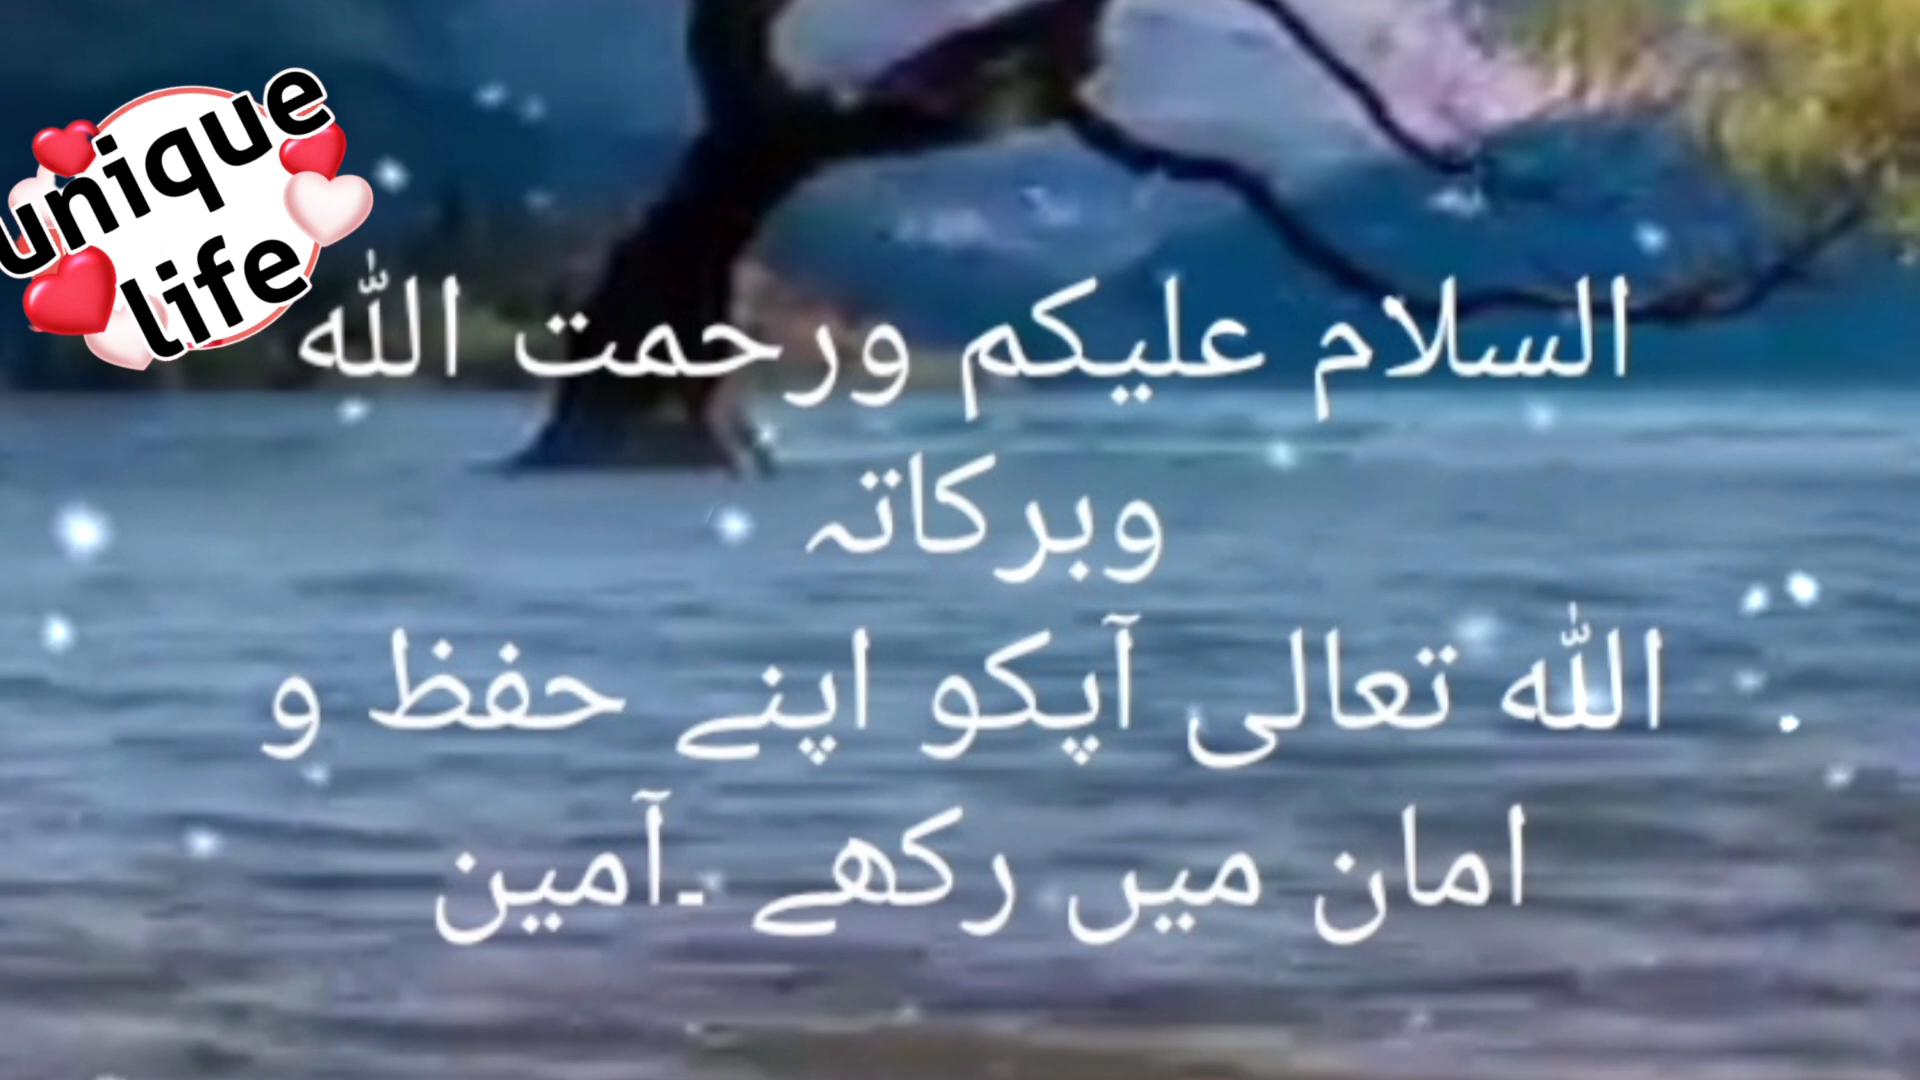 unique
life
السلام علیکم ورحمت اللہ
وبرکاتہ
اللہ تعالی آپکو اپنے حفظ و
امان میں رکھے ۔آمین